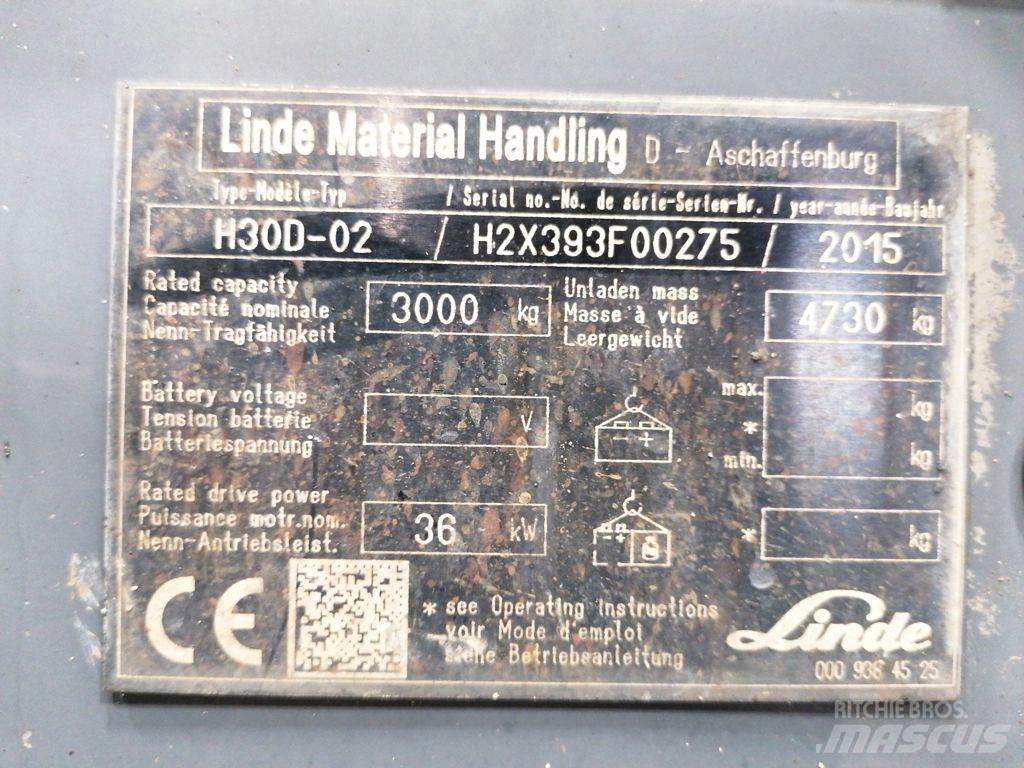 Linde Material Handling D - Aschaffenburg
Type-Modèle-Typ / Serial no.-No. de série-Serien-Nr. / year-année-Baujahr
H30D-02 / H2X393F00275 / 2015
Rated capacity
Capacité nominale
Nenn-Tragfähigkeit
3000 kg
Unladen mass
Masse à vide
Leergewicht
4730 kg
Battery voltage
Tension batterie
Batteriespannung
V
- +
max. kg
*
min. kg
Rated drive power
Puissance motr.nom.
Nenn-Antriebsleist.
36 kW
* kg
CE
* see Operating Instructions
voir Mode d'emploi
siehe Betriebsanleitung
Linde
000 938 45 25
RITCHIE BROS.
MASCUS